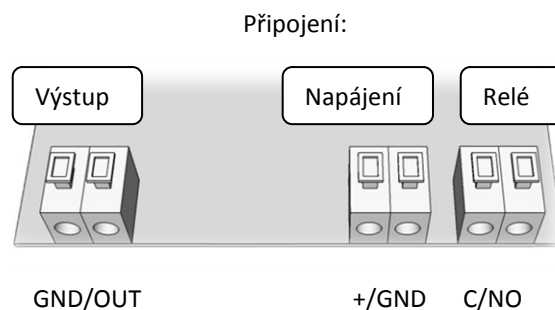 Připojení:
Výstup Napájení Relé
GND/OUT +/GND C/NO